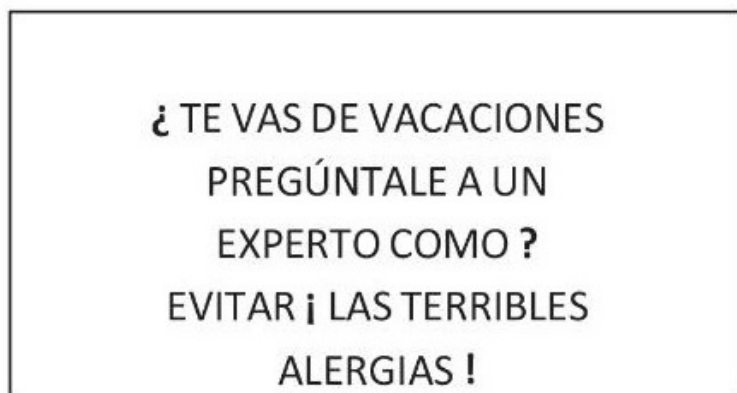 ¿ TE VAS DE VACACIONES
PREGÚNTALE A UN
EXPERTO COMO ?
EVITAR ¡ LAS TERRIBLES
ALERGIAS !